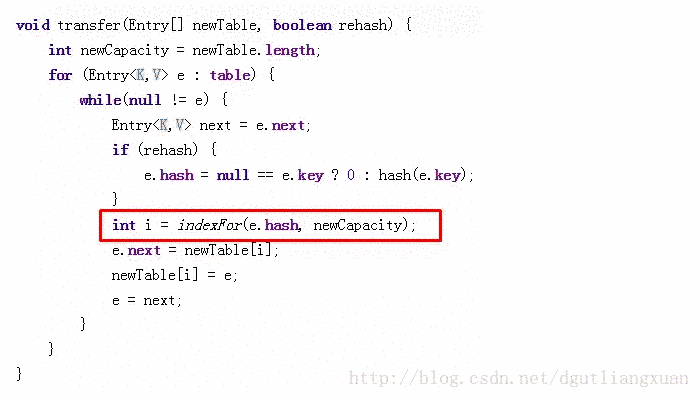 void transfer(Entry[] newTable, boolean rehash) {
    int newCapacity = newTable.length;
    for (Entry<K,V> e : table) {
        while(null != e) {
            Entry<K,V> next = e.next;
            if (rehash) {
                e.hash = null == e.key ? 0 : hash(e.key);
            }
            int i = indexFor(e.hash, newCapacity);
            e.next = newTable[i];
            newTable[i] = e;
            e = next;
        }
    }
}
http://blog.csdn.net/dgutliangxuan